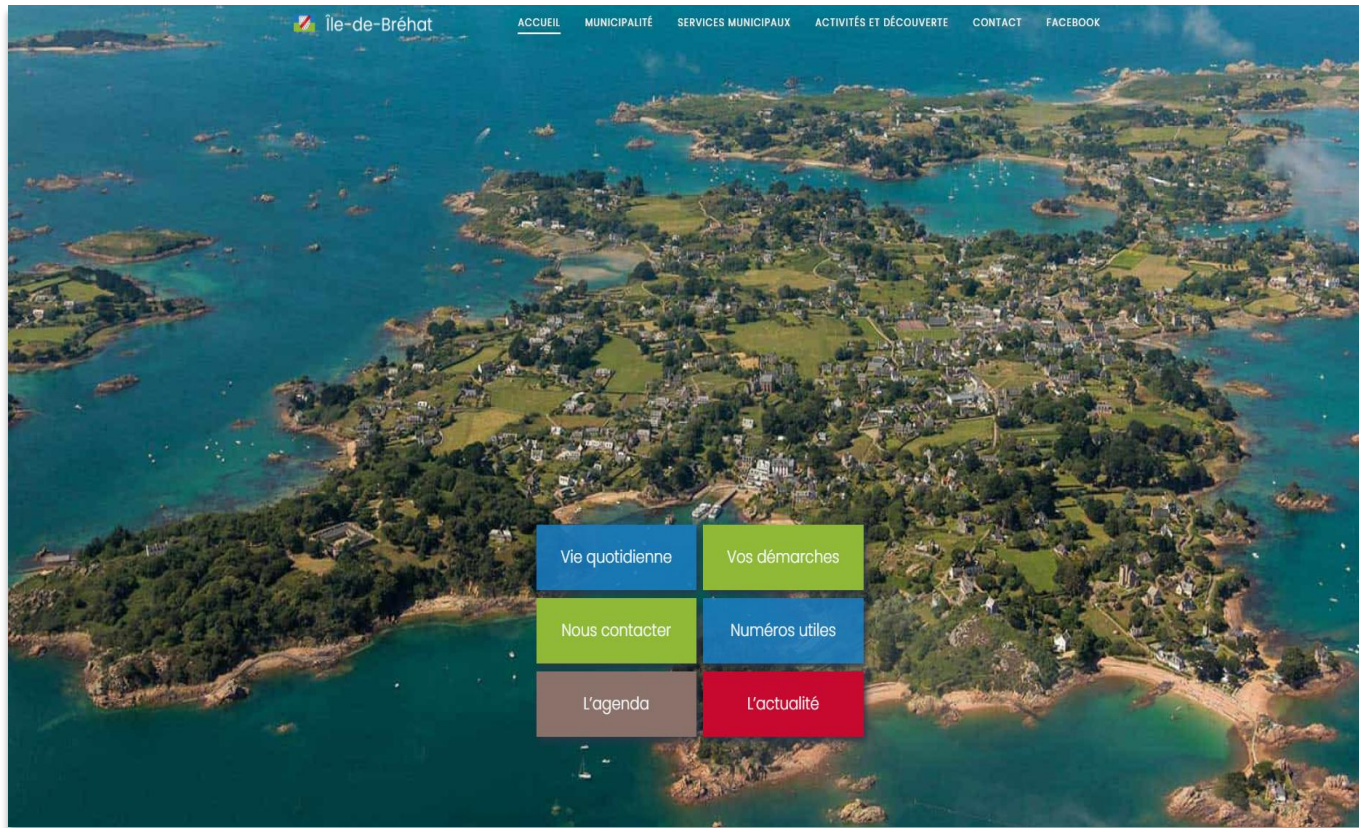 Île-de-Bréhat
ACCUEIL MUNICIPALITÉ SERVICES MUNICIPAUX ACTIVITÉS ET DÉCOUVERTE CONTACT FACEBOOK
Vie quotidienne Vos démarches
Nous contacter Numéros utiles
L'agenda L'actualité